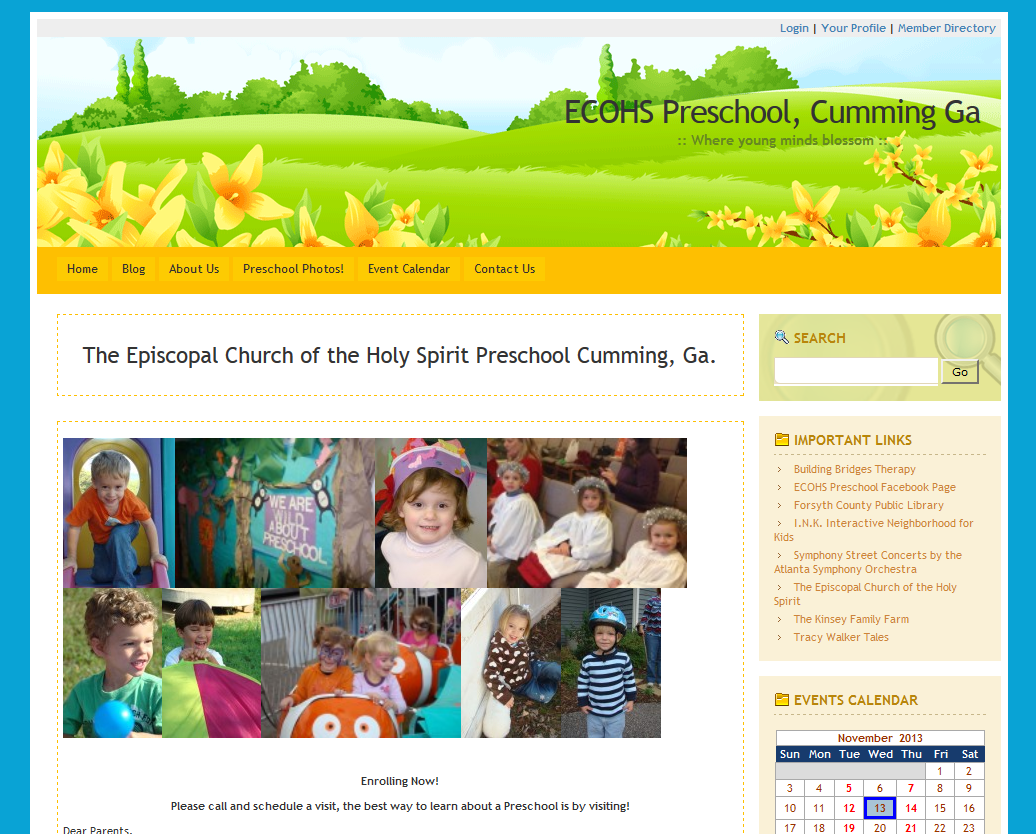 Login | Your Profile | Member Directory
ECOHS Preschool, Cumming Ga
:: Where young minds blossom ::
Home Blog About Us Preschool Photos! Event Calendar Contact Us
The Episcopal Church of the Holy Spirit Preschool Cumming, Ga.
WE ARE
WILD
ABOUT
PRESCHOOL
Enrolling Now!
Please call and schedule a visit, the best way to learn about a Preschool is by visiting!
Dear Parents,
SEARCH
Go
IMPORTANT LINKS
Building Bridges Therapy
ECOHS Preschool Facebook Page
Forsyth County Public Library
I.N.K. Interactive Neighborhood for
Kids
Symphony Street Concerts by the
Atlanta Symphony Orchestra
The Episcopal Church of the Holy
Spirit
The Kinsey Family Farm
Tracy Walker Tales
EVENTS CALENDAR
November 2013
Sun Mon Tue Wed Thu Fri Sat
1 2
3 4 5 6 7 8 9
10 11 12 13 14 15 16
17 18 19 20 21 22 23